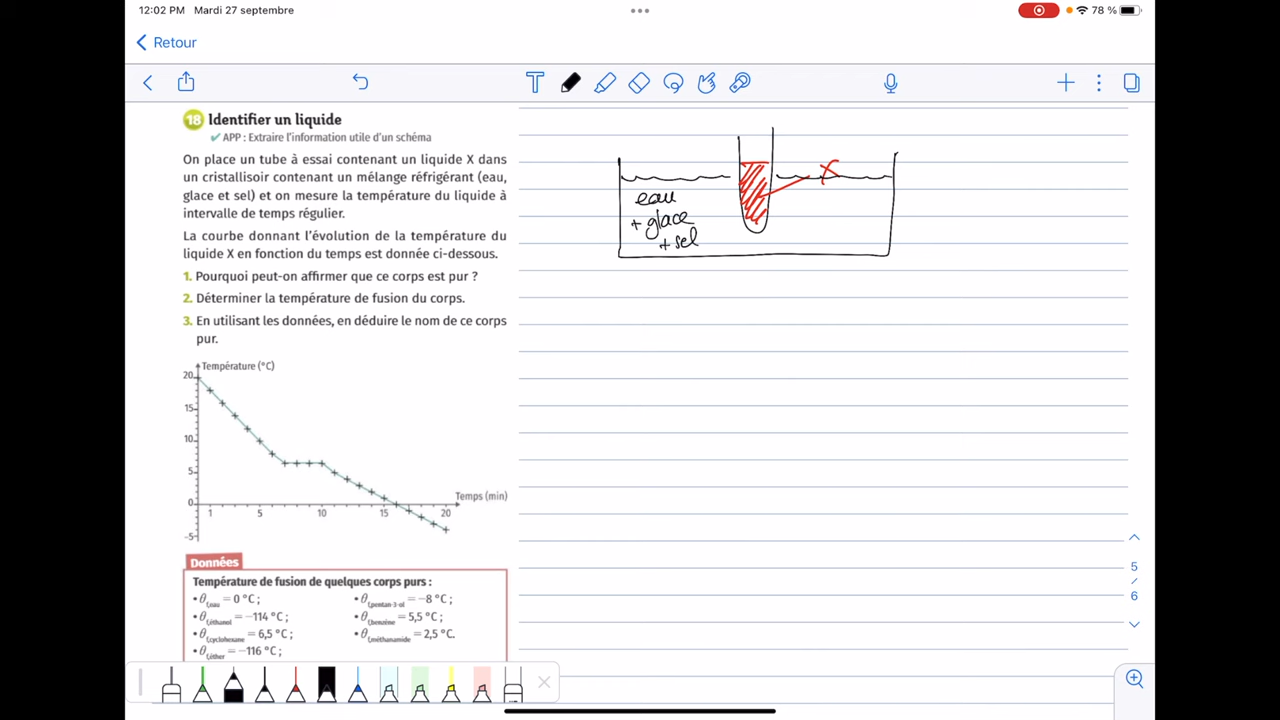 12:02 PM Mardi 27 septembre
78 %
Retour
18 Identifier un liquide
✓ APP : Extraire l'information utile d'un schéma
On place un tube à essai contenant un liquide X dans
un cristallisoir contenant un mélange réfrigérant (eau,
glace et sel) et on mesure la température du liquide à
intervalle de temps régulier.
La courbe donnant l'évolution de la température du
liquide X en fonction du temps est donnée ci-dessous.
1. Pourquoi peut-on affirmer que ce corps est pur ?
2. Déterminer la température de fusion du corps.
3. En utilisant les données, en déduire le nom de ce corps
pur.
Température (°C)
20
15
10
5
0
-5
1 5 10 15 20
Temps (min)
Données
Température de fusion de quelques corps purs :
• θf,eau = 0 °C ;
• θf,éthanol = −114 °C ;
• θf,cyclohexane = 6,5 °C ;
• θf,éther = −116 °C ;
• θf,pentan-3-ol = −8 °C ;
• θf,benzène = 5,5 °C ;
• θf,méthanamide = 2,5 °C.
X
eau
+ glace
+ sel
5
/
6